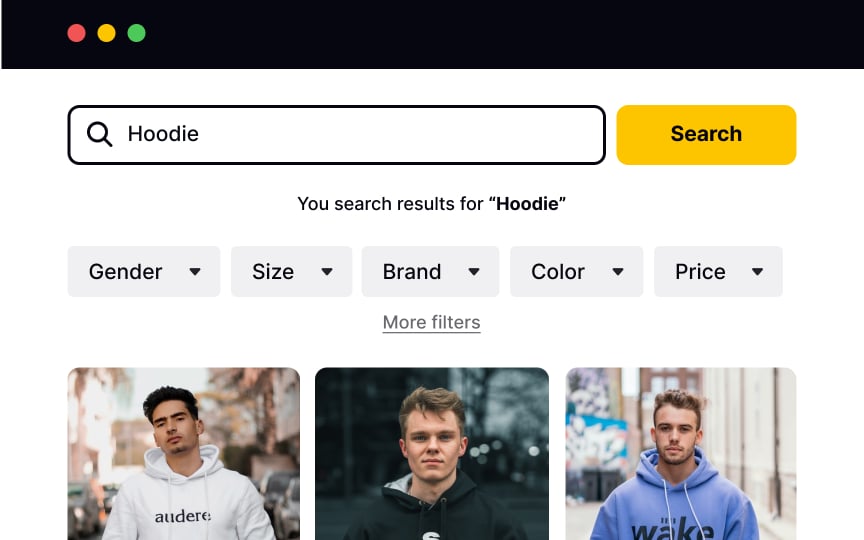 Hoodie
Search
You search results for “Hoodie”
Gender
Size
Brand
Color
Price
More filters
audere
wake